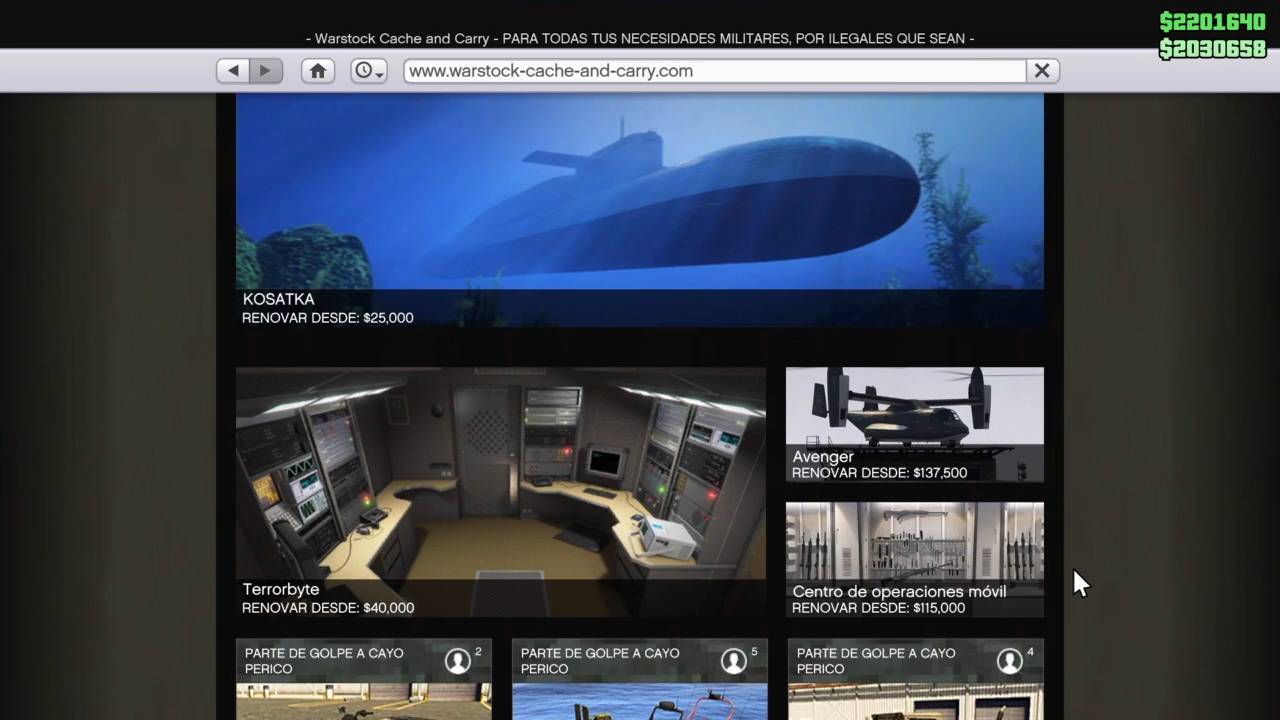 $2201640
- Warstock Cache and Carry - PARA TODAS TUS NECESIDADES MILITARES, POR ILEGALES QUE SEAN -
$2030658
www.warstock-cache-and-carry.com
KOSATKA
RENOVAR DESDE: $25,000
Avenger
RENOVAR DESDE: $137,500
Terrorbyte
RENOVAR DESDE: $40,000
Centro de operaciones móvil
RENOVAR DESDE: $115,000
PARTE DE GOLPE A CAYO
PERICO
2
PARTE DE GOLPE A CAYO
PERICO
5
PARTE DE GOLPE A CAYO
PERICO
4